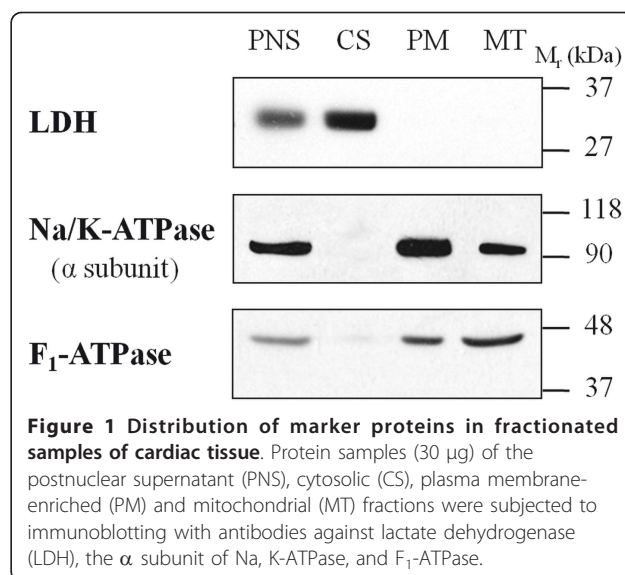 PNS CS PM MT Mr (kDa)
LDH
37
27
Na/K-ATPase
(α subunit)
118
90
F1-ATPase
48
37
Figure 1 Distribution of marker proteins in fractionated
samples of cardiac tissue. Protein samples (30 μg) of the
postnuclear supernatant (PNS), cytosolic (CS), plasma membrane-
enriched (PM) and mitochondrial (MT) fractions were subjected to
immunoblotting with antibodies against lactate dehydrogenase
(LDH), the α subunit of Na, K-ATPase, and F1-ATPase.